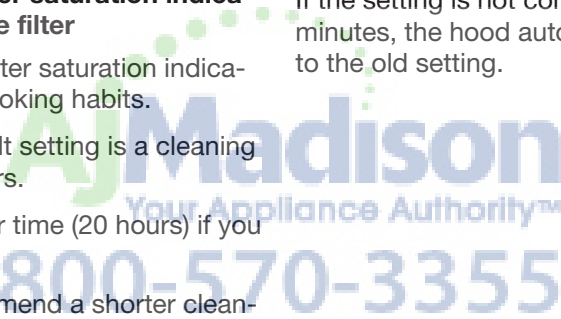 er saturation indica-
e filter
ter saturation indica-
oking habits.
lt setting is a cleaning
rs.
r time (20 hours) if you
mend a shorter clean-
If the setting is not con
minutes, the hood auto
to the old setting.
AjMadison
Your Appliance Authority™
800-570-3355